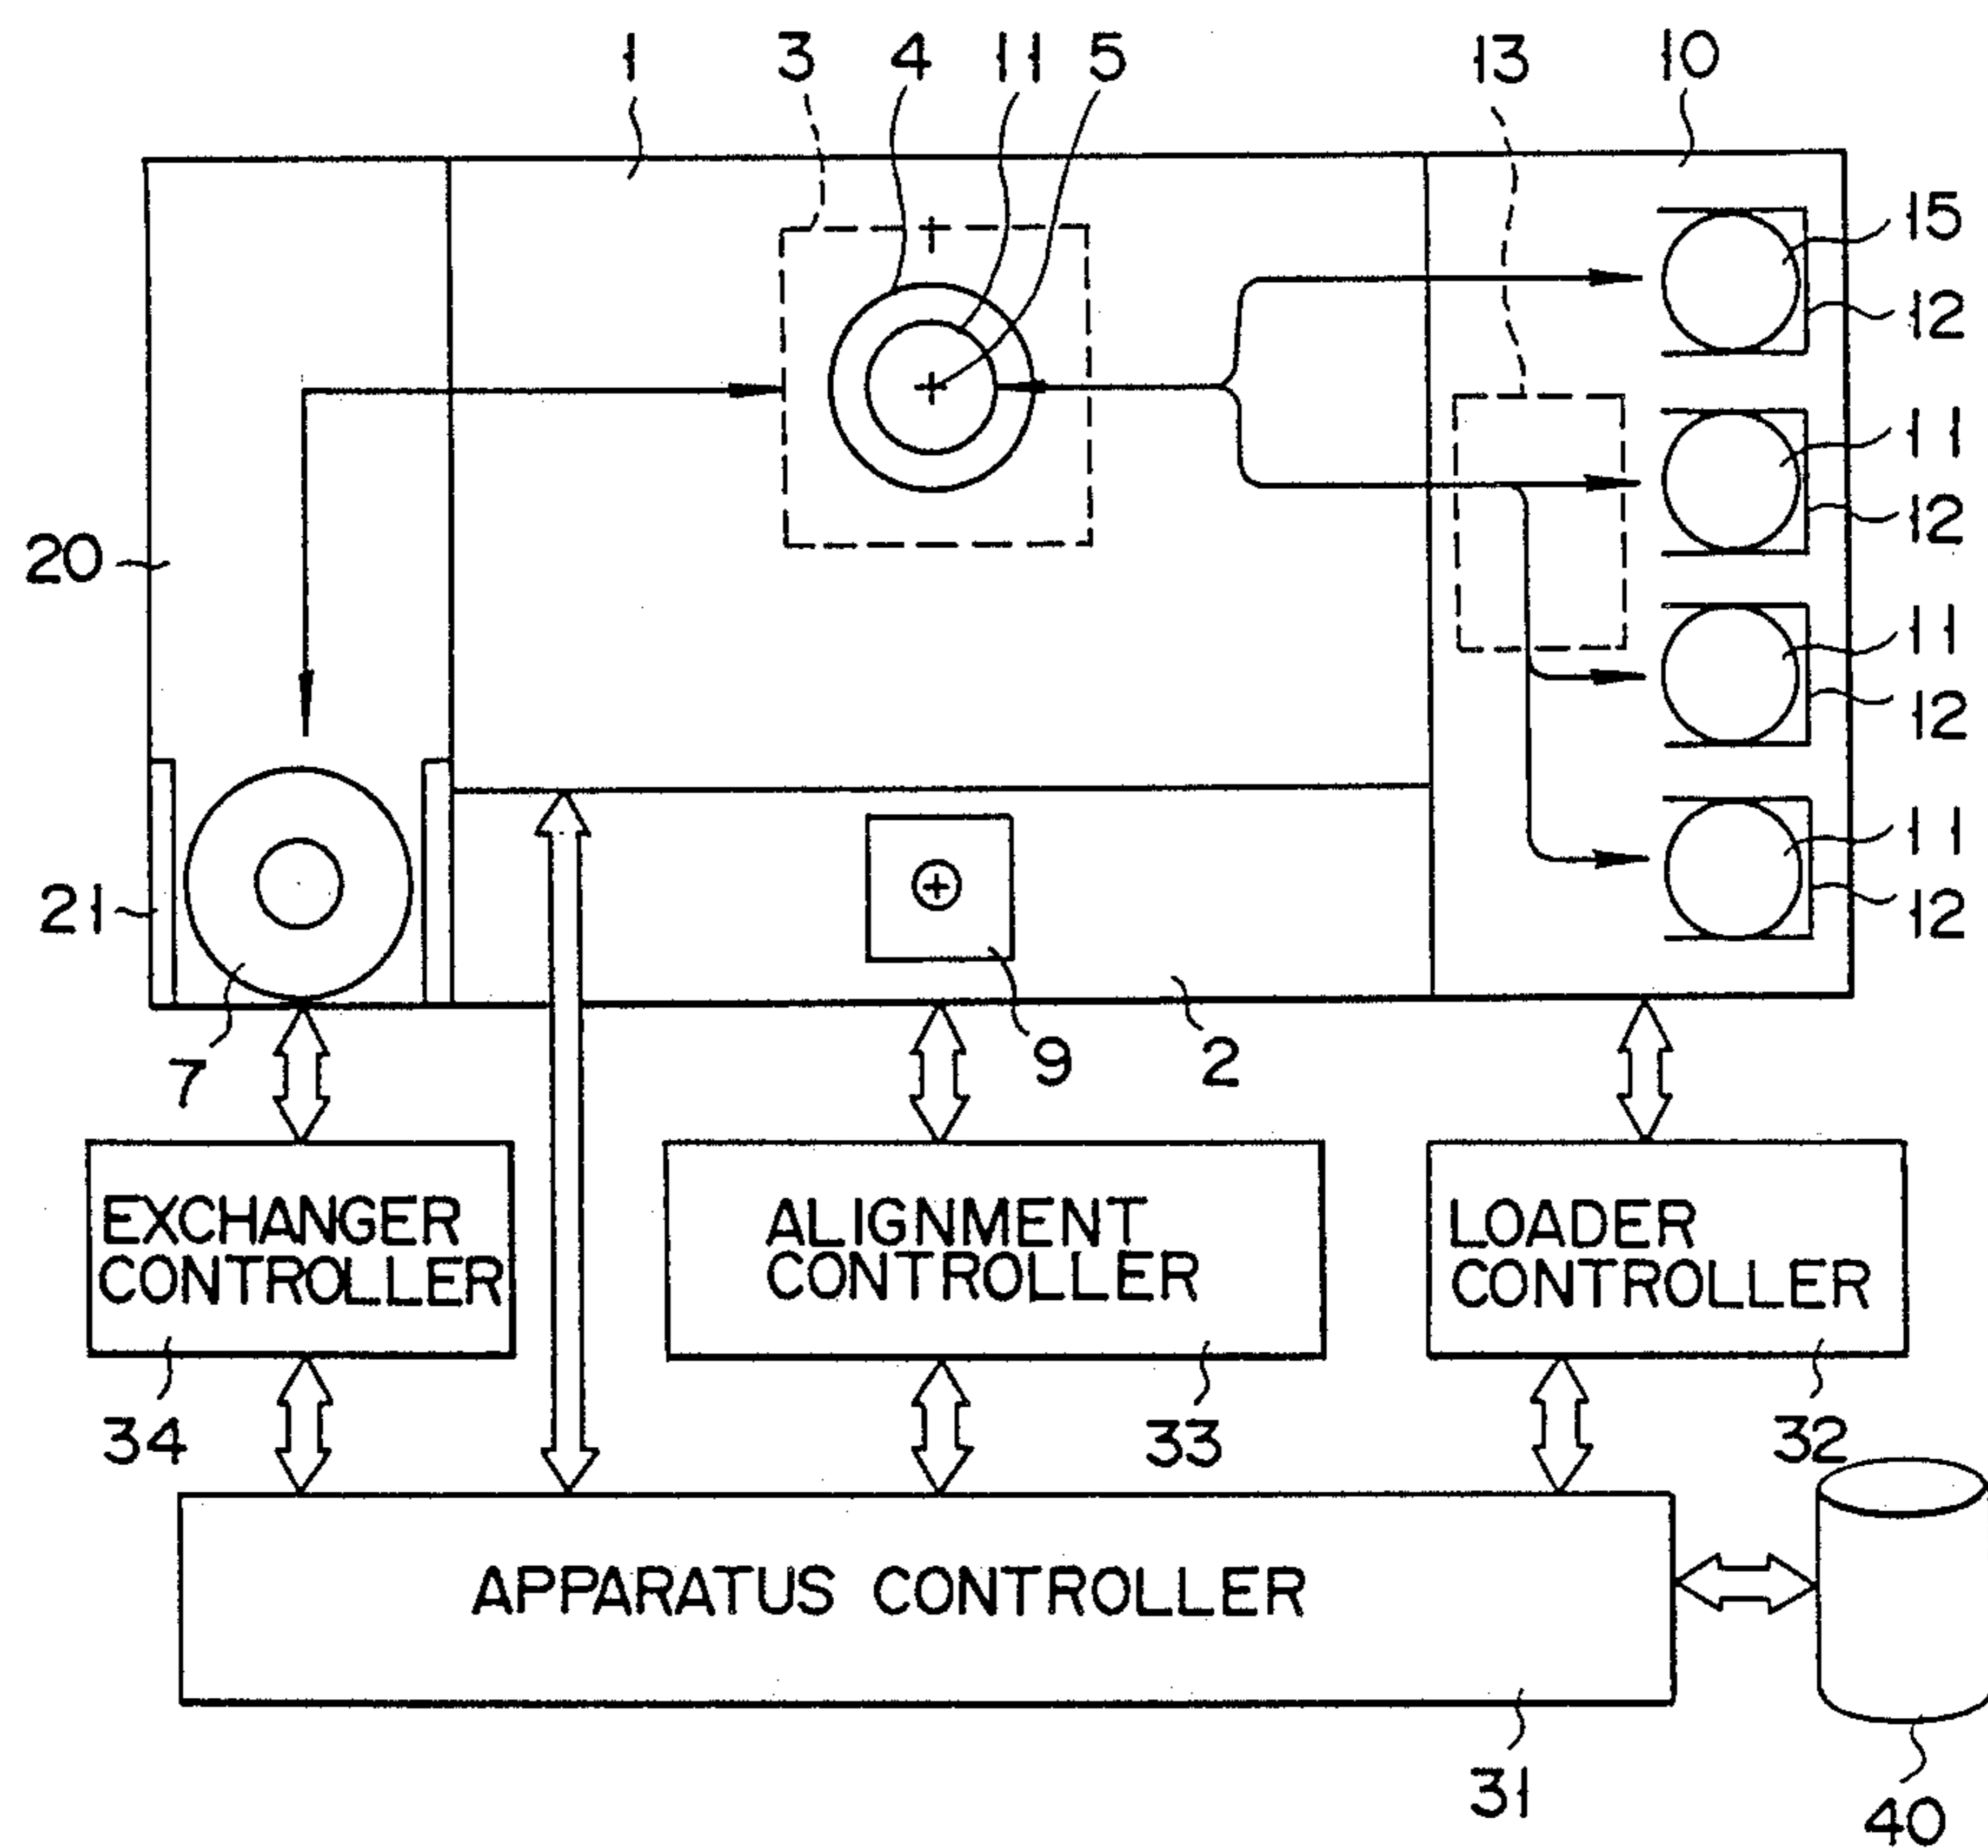 1 3 4 11 5 13 10
15
12
11
12
20
11
12
11
21
12
7 9 2
EXCHANGER
CONTROLLER
ALIGNMENT
CONTROLLER
LOADER
CONTROLLER
34 33 32
APPARATUS CONTROLLER
31
40